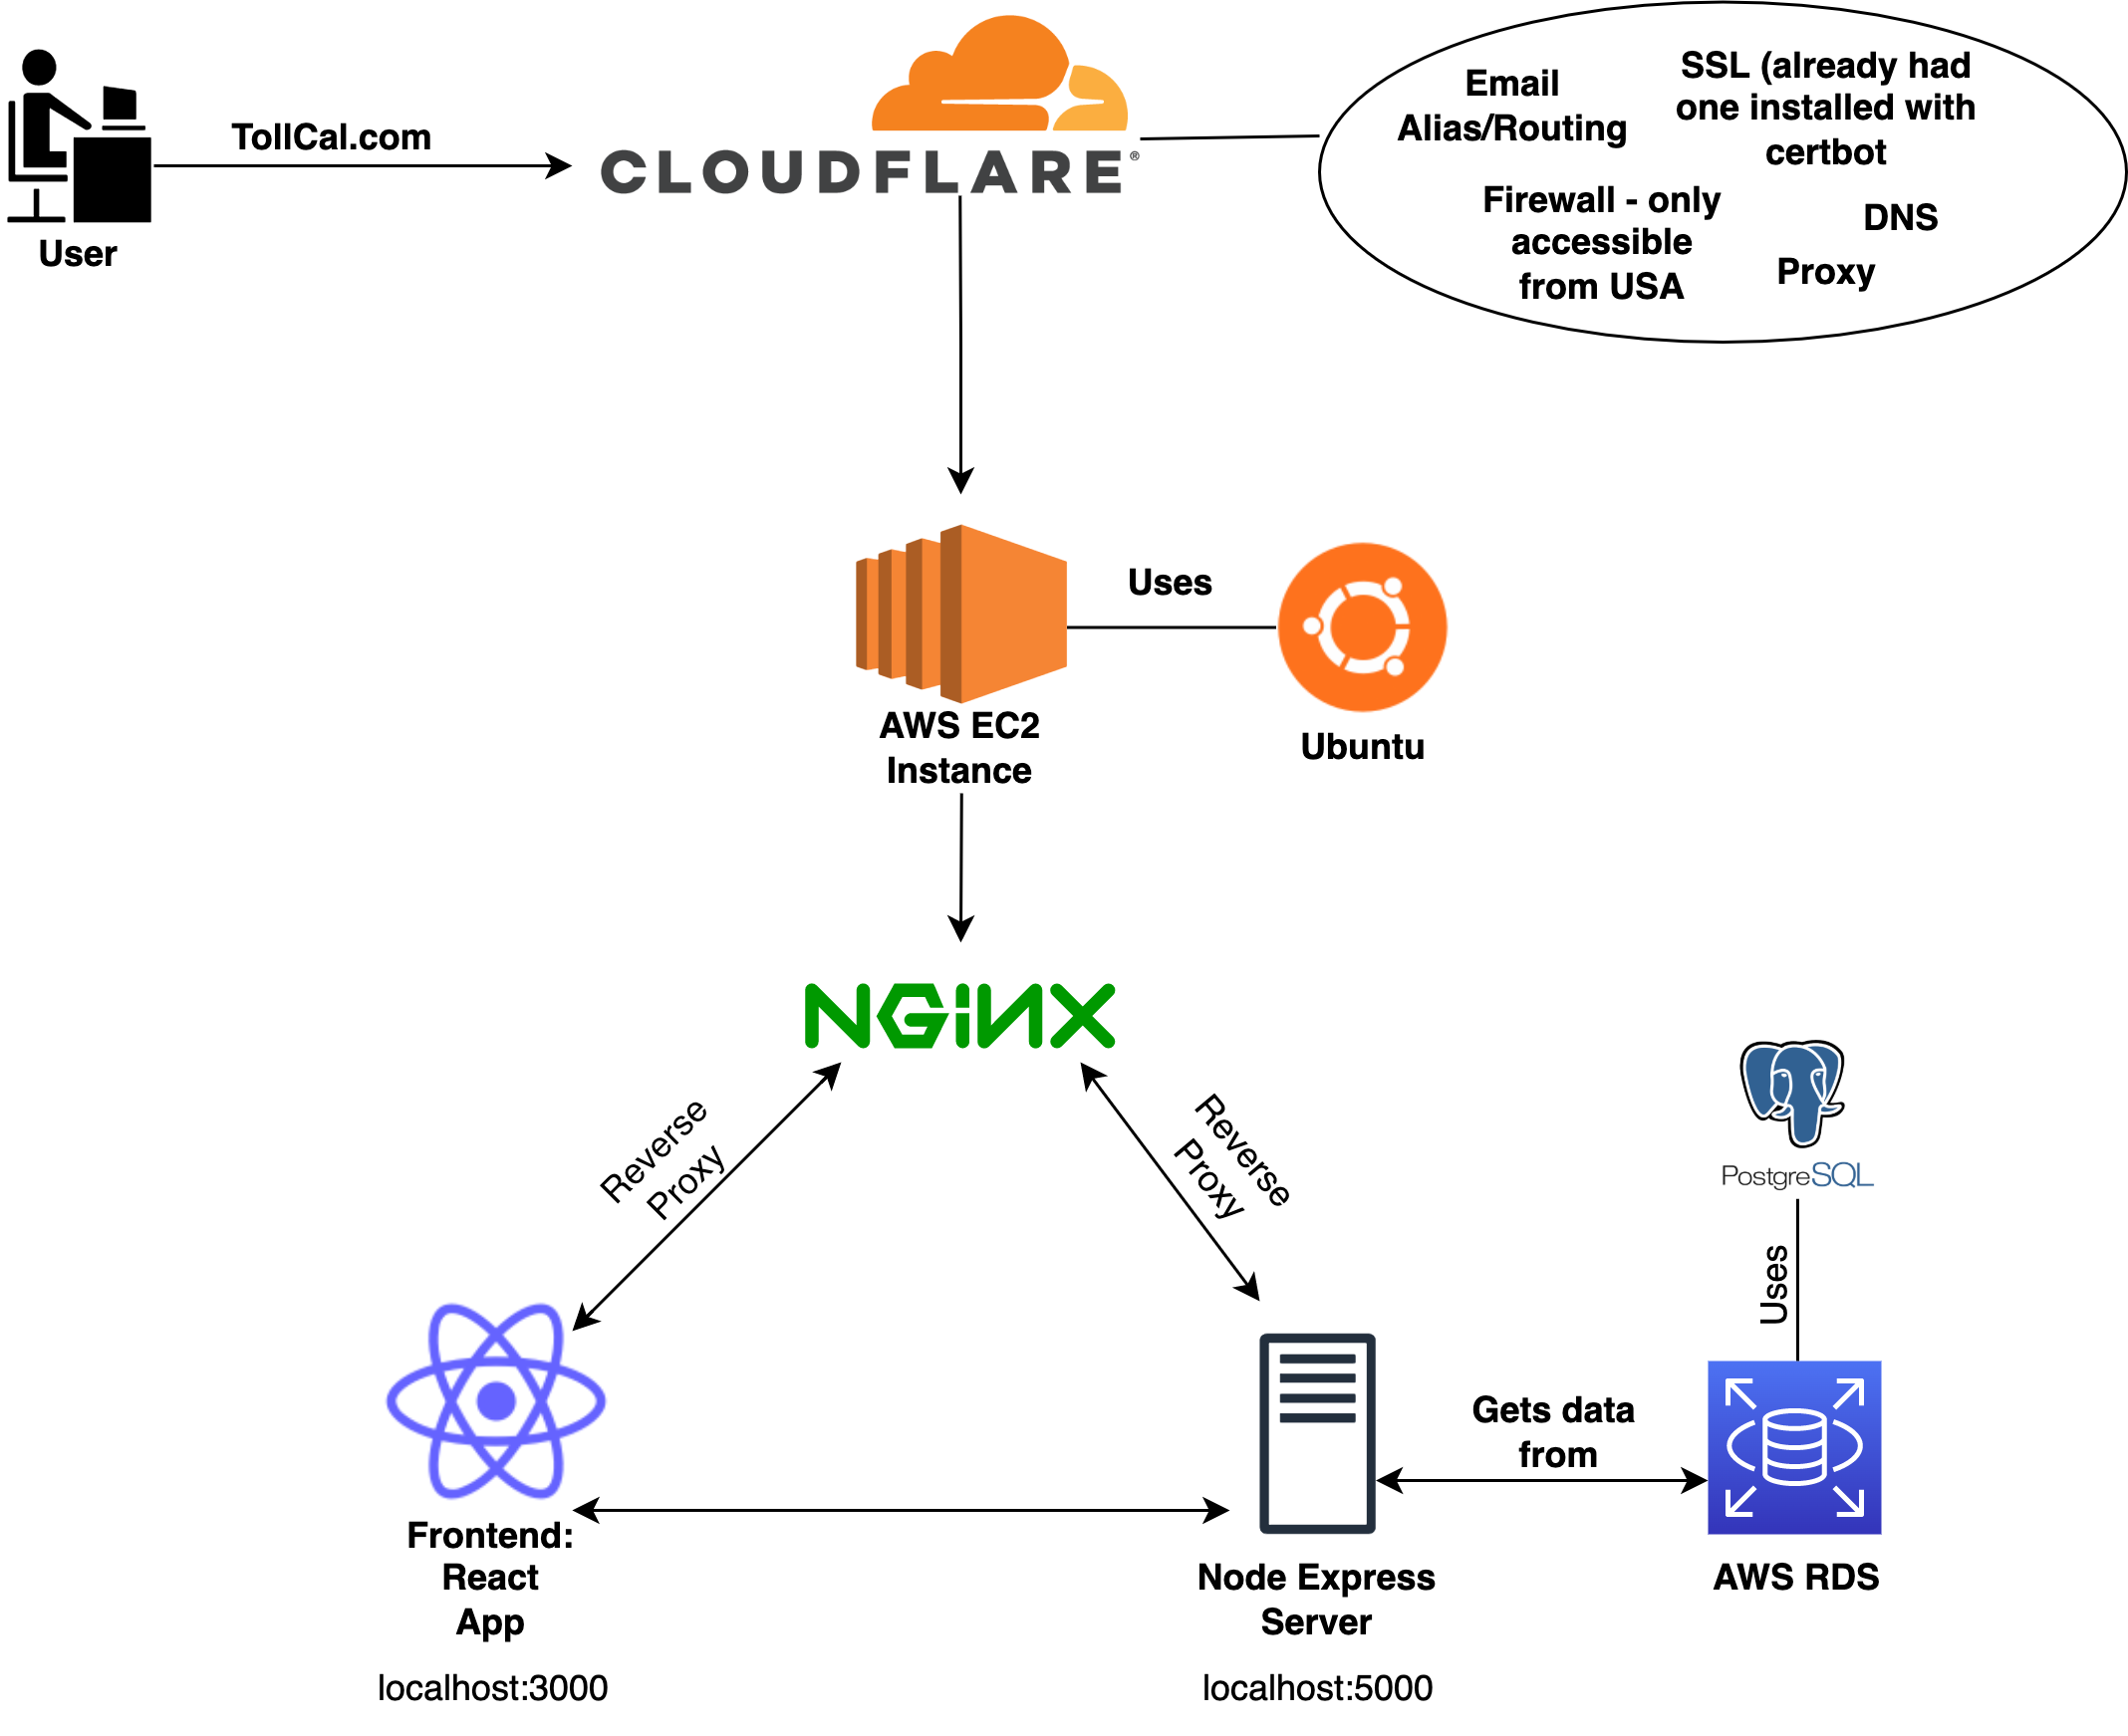 TollCal.com
User
CLOUDFLARE®
Email
Alias/Routing
SSL (already had
one installed with
certbot
Firewall - only
accessible
from USA
DNS
Proxy
Uses
AWS EC2
Instance
Ubuntu
NGiNX
Reverse
Proxy
Reverse
Proxy
PostgreSQL
Uses
Gets data
from
Frontend:
React
App
localhost:3000
Node Express
Server
localhost:5000
AWS RDS